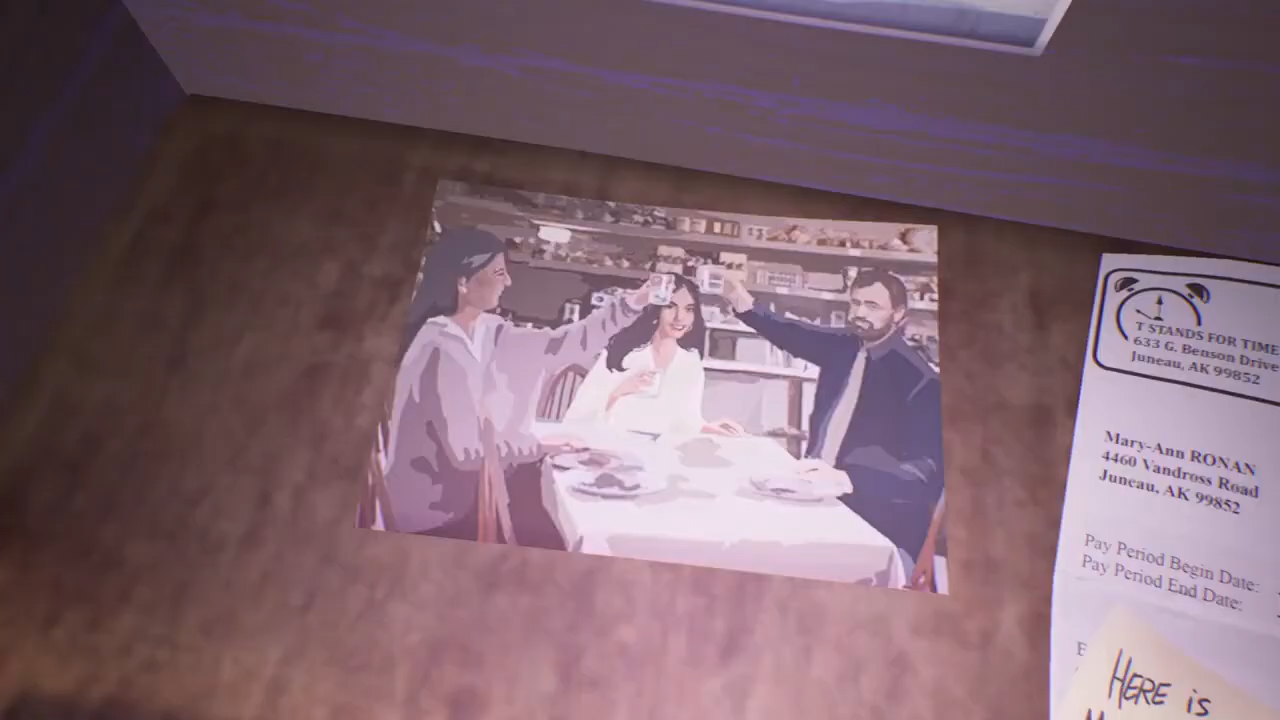 T STANDS FOR TIME
633 G. Benson Drive
Juneau, AK 99852
Mary-Ann RONAN
4460 Vandross Road
Juneau, AK 99852
Pay Period Begin Date:
Pay Period End Date:
HERE is